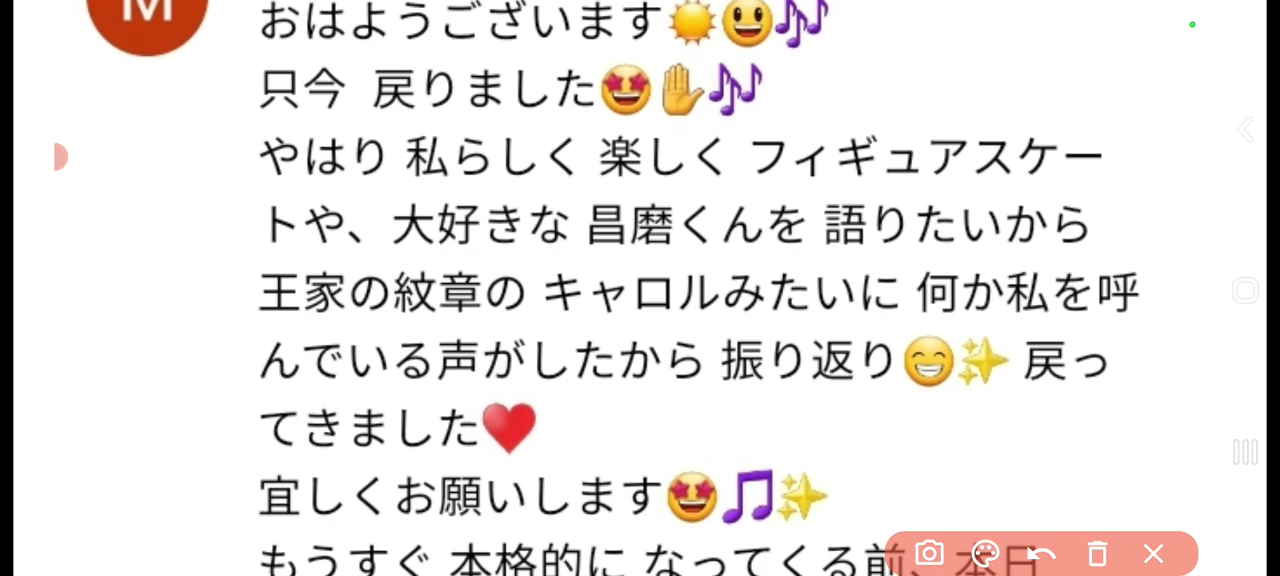 M
おはようございます☀️😃🎶
只今 戻りました🤩✋🎶
やはり 私らしく 楽しく フィギュアスケー
トや、大好きな 昌磨くんを 語りたいから
王家の紋章の キャロルみたいに 何か私を呼
んでいる声がしたから 振り返り😁✨ 戻っ
てきました♥️
宜しくお願いします🤩🎵✨
もうすぐ 本格的に なってくる前、本日